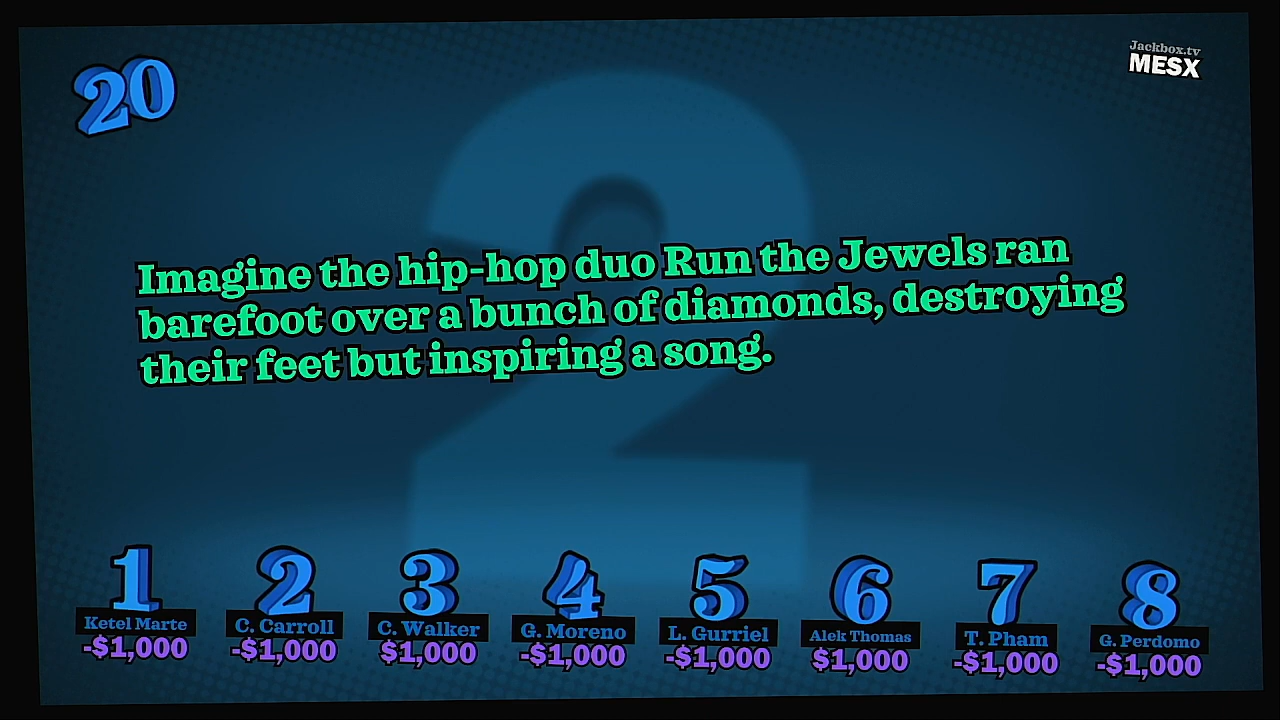 20
Jackbox.tv
MESX
Imagine the hip-hop duo Run the Jewels ran
barefoot over a bunch of diamonds, destroying
their feet but inspiring a song.
1 2 3 4 5 6 7 8
Ketel Marte C. Carroll C. Walker G. Moreno L. Gurriel Alek Thomas T. Pham G. Perdomo
-$1,000 -$1,000 $1,000 -$1,000 -$1,000 $1,000 -$1,000 -$1,000
2